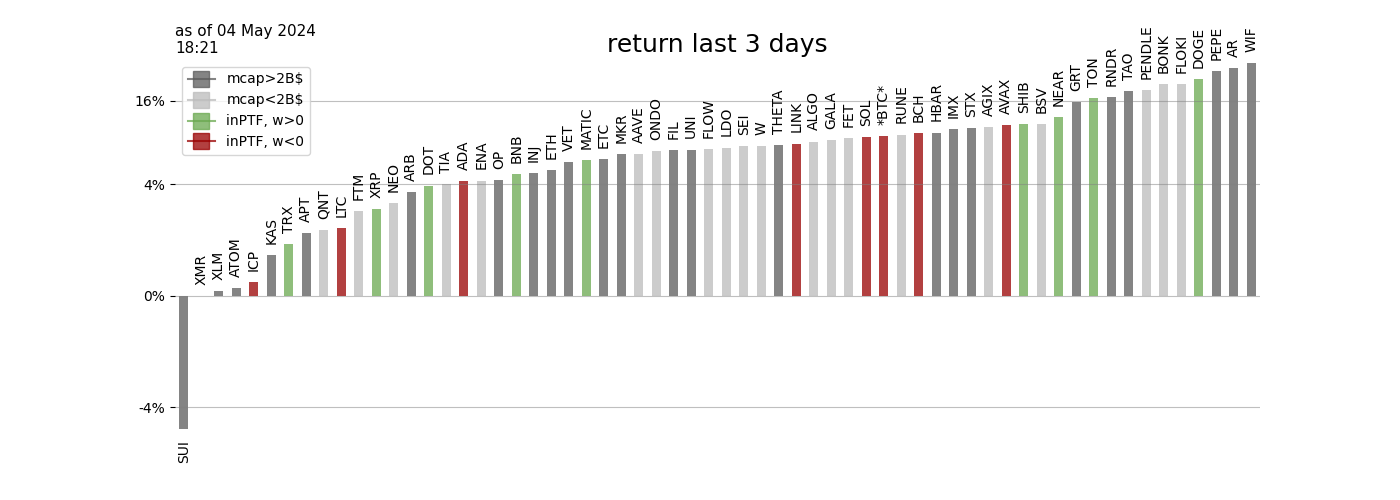 as of 04 May 2024
18:21
return last 3 days
mcap>2B$
mcap<2B$
inPTF, w>0
inPTF, w<0
16%
4%
0%
-4%
SUI
XMR
XLM
ATOM
ICP
KAS
TRX
APT
QNT
LTC
FTM
XRP
NEO
ARB
DOT
TIA
ADA
ENA
OP
BNB
INJ
ETH
VET
MATIC
ETC
MKR
AAVE
ONDO
FIL
UNI
FLOW
LDO
SEI
W
THETA
LINK
ALGO
GALA
FET
SOL
*BTC*
RUNE
BCH
HBAR
IMX
STX
AGIX
AVAX
SHIB
BSV
NEAR
GRT
TON
RNDR
TAO
PENDLE
BONK
FLOKI
DOGE
PEPE
AR
WIF